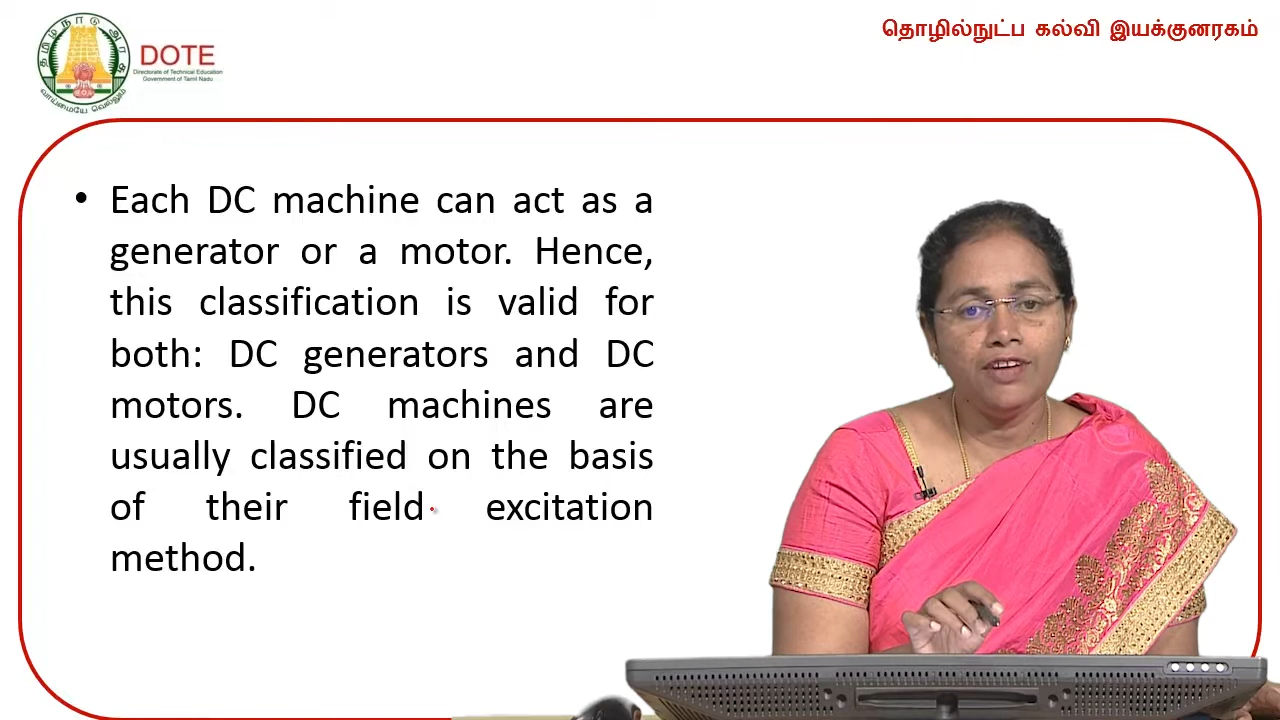 தமிழ்நாடு அரசு
வாய்மையே வெல்லும்
DOTE
Directorate of Technical Education
Government of Tamil Nadu
தொழில்நுட்ப கல்வி இயக்குனரகம்
• Each DC machine can act as a
generator or a motor. Hence,
this classification is valid for
both: DC generators and DC
motors. DC machines are
usually classified on the basis
of their field excitation
method.